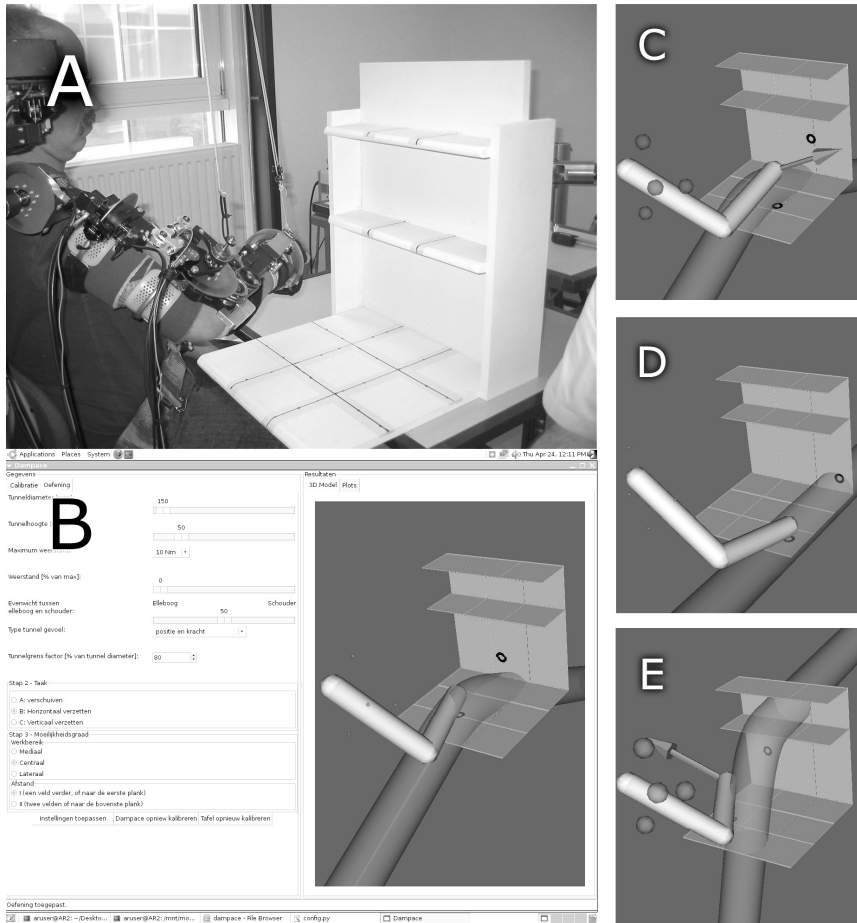 A
C
Applications Places System
Thu Apr 24, 12:11 PM
Dampace
Gegevens
Calibratie Oefening
Tunneldiameter
150
B
Tunnelhoogte
50
Maximum
10 Nm
Weerstand [% van max]:
0
Evenwicht tussen
elleboog en schouder:
Elleboog
Schouder
50
Type tunnel gevoel:
positie en kracht
Tunnelgrens factor [% van tunnel diameter]:
80
Stap 2 - Taak
A: verschuiven
B: Horizontaal verzetten
C: Verticaal verzetten
Stap 3 - Moeilijkheidsgraad
Werkbereik
Mediaal
Centraal
Lateraal
Afstand
I (een veld verder, of naar de eerste plank)
II (twee velden of naar de bovenste plank)
Instellingen toepassen
Dampace opniew kalibreren
Tafel opnieuw kalibreren
Oefening toegepast.
Resultaten
3D Model Plots
aruser@AR2: ~/Deskto...
aruser@AR2: /mnt/mo...
dampace - File Browser
config.py
Dampace
D
E